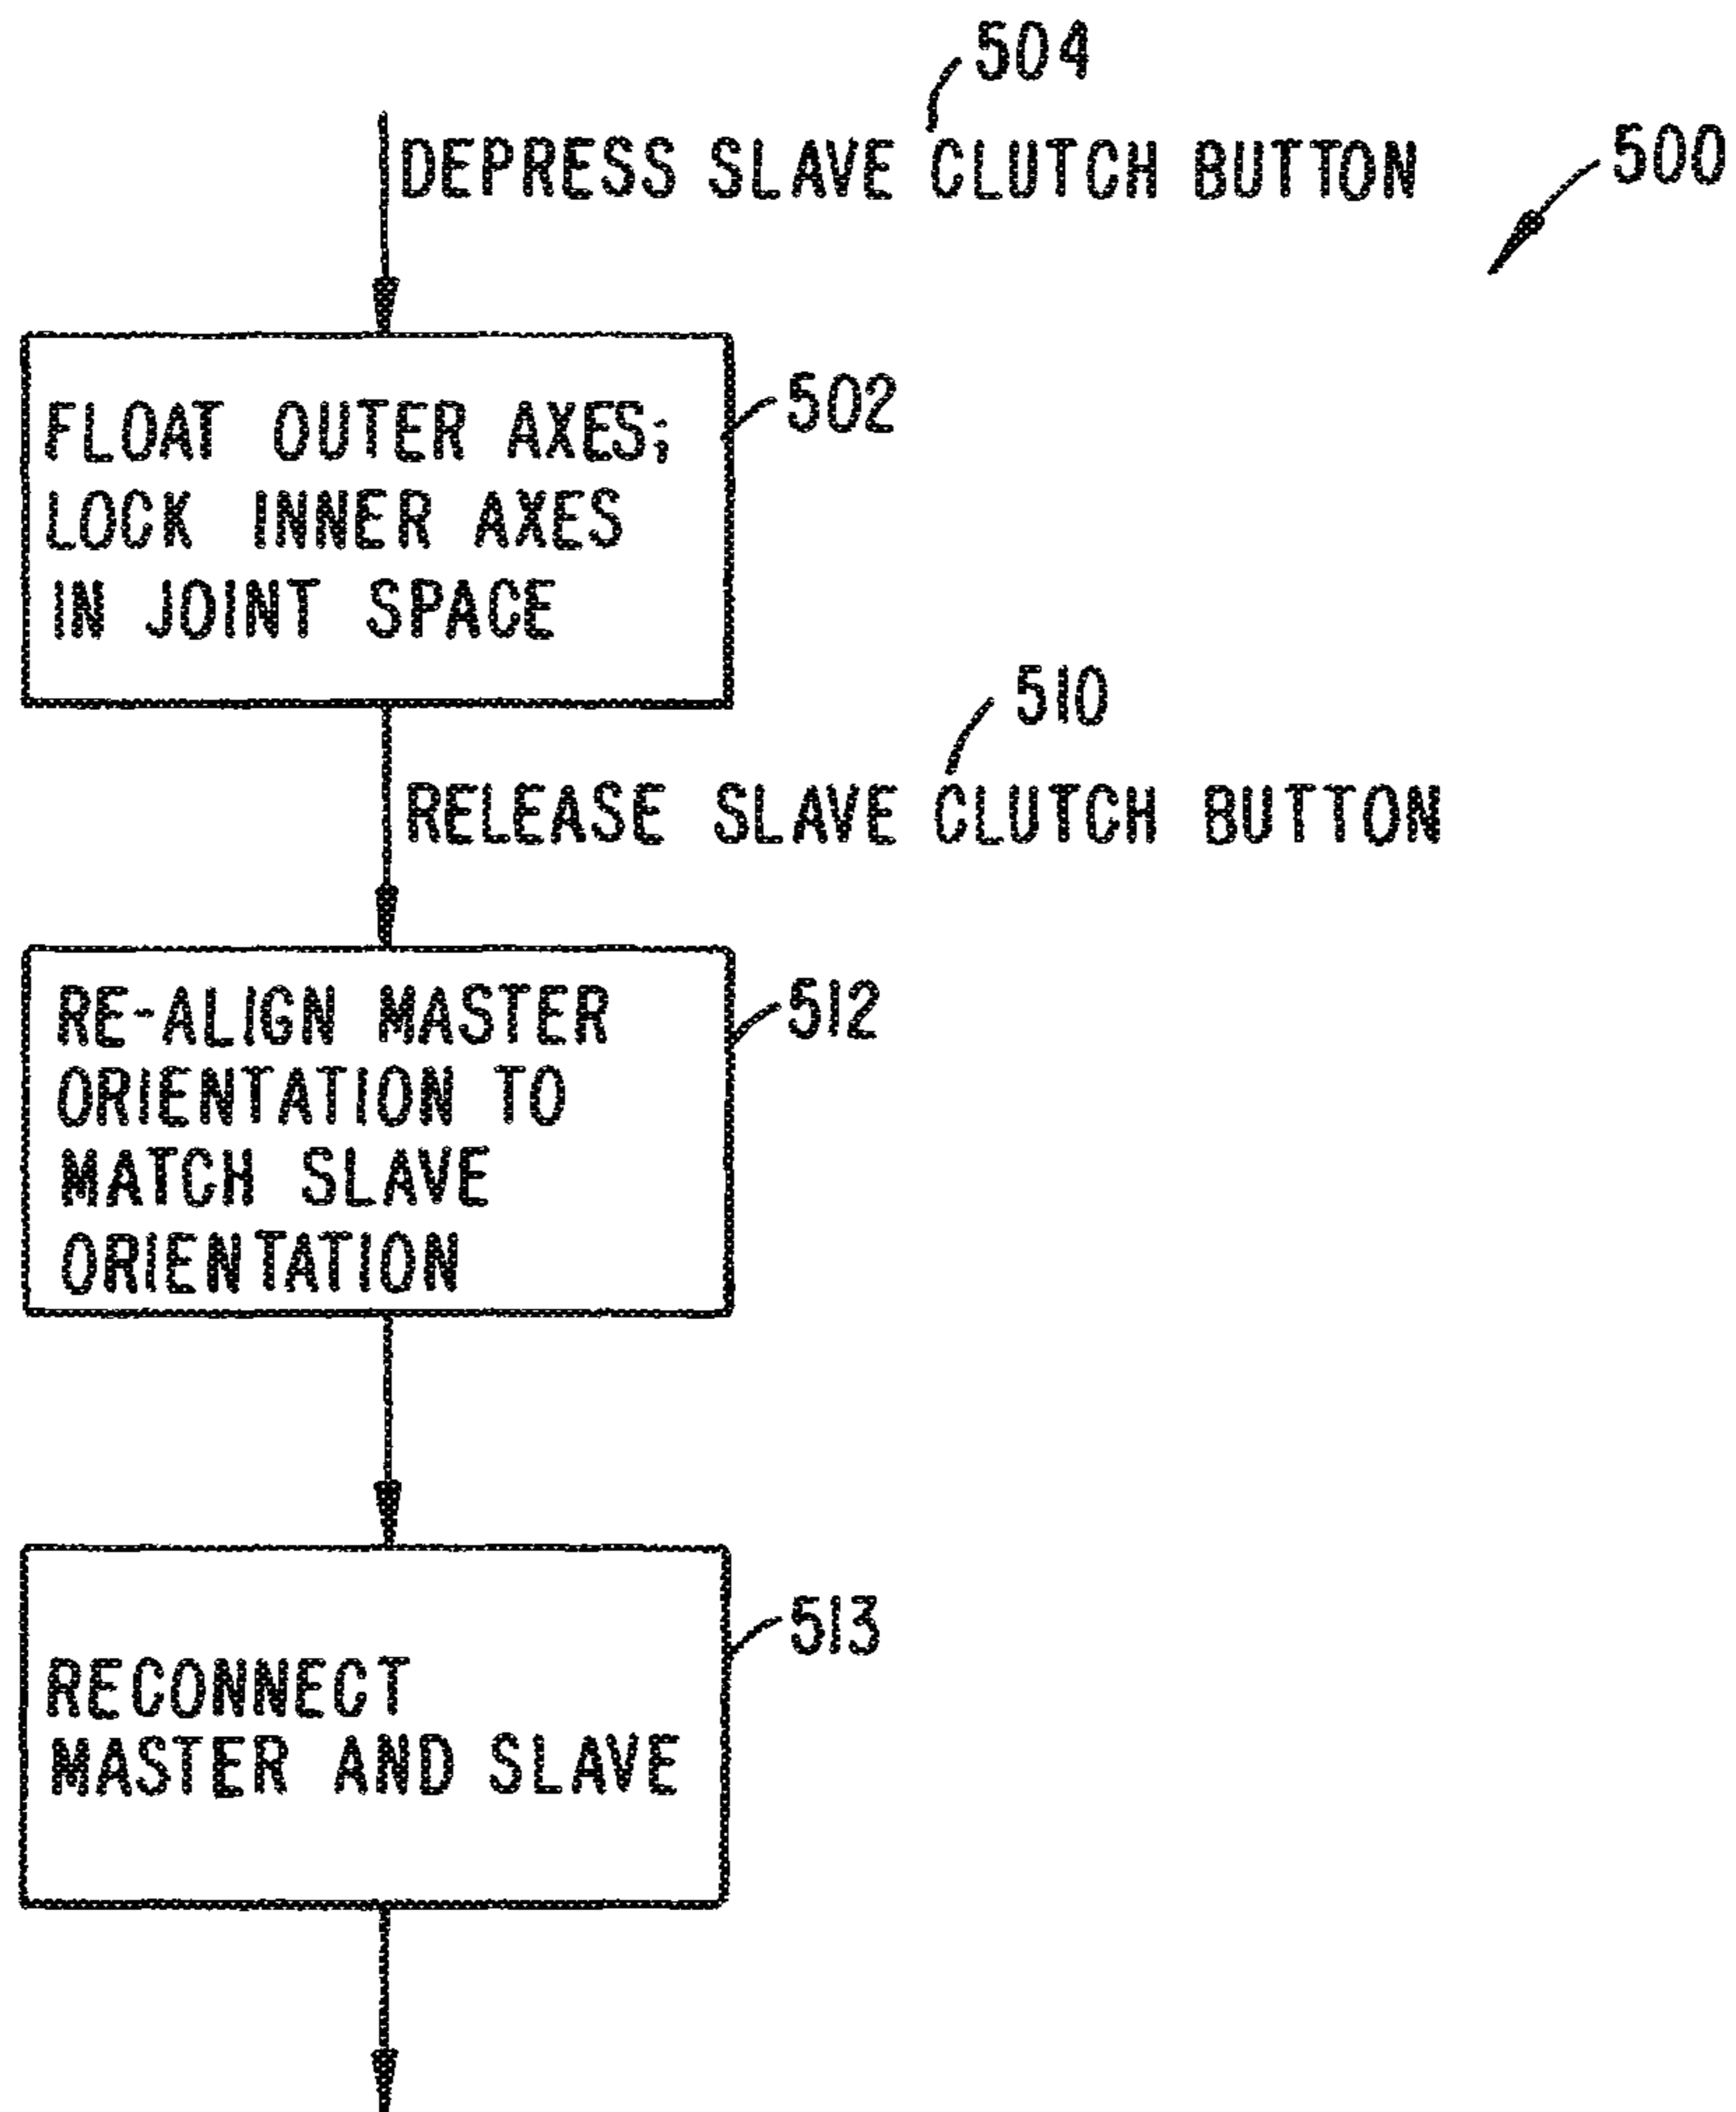 504
DEPRESS SLAVE CLUTCH BUTTON
500
FLOAT OUTER AXES;
LOCK INNER AXES
IN JOINT SPACE
502
510
RELEASE SLAVE CLUTCH BUTTON
RE-ALIGN MASTER
ORIENTATION TO
MATCH SLAVE
ORIENTATION
512
RECONNECT
MASTER AND SLAVE
513